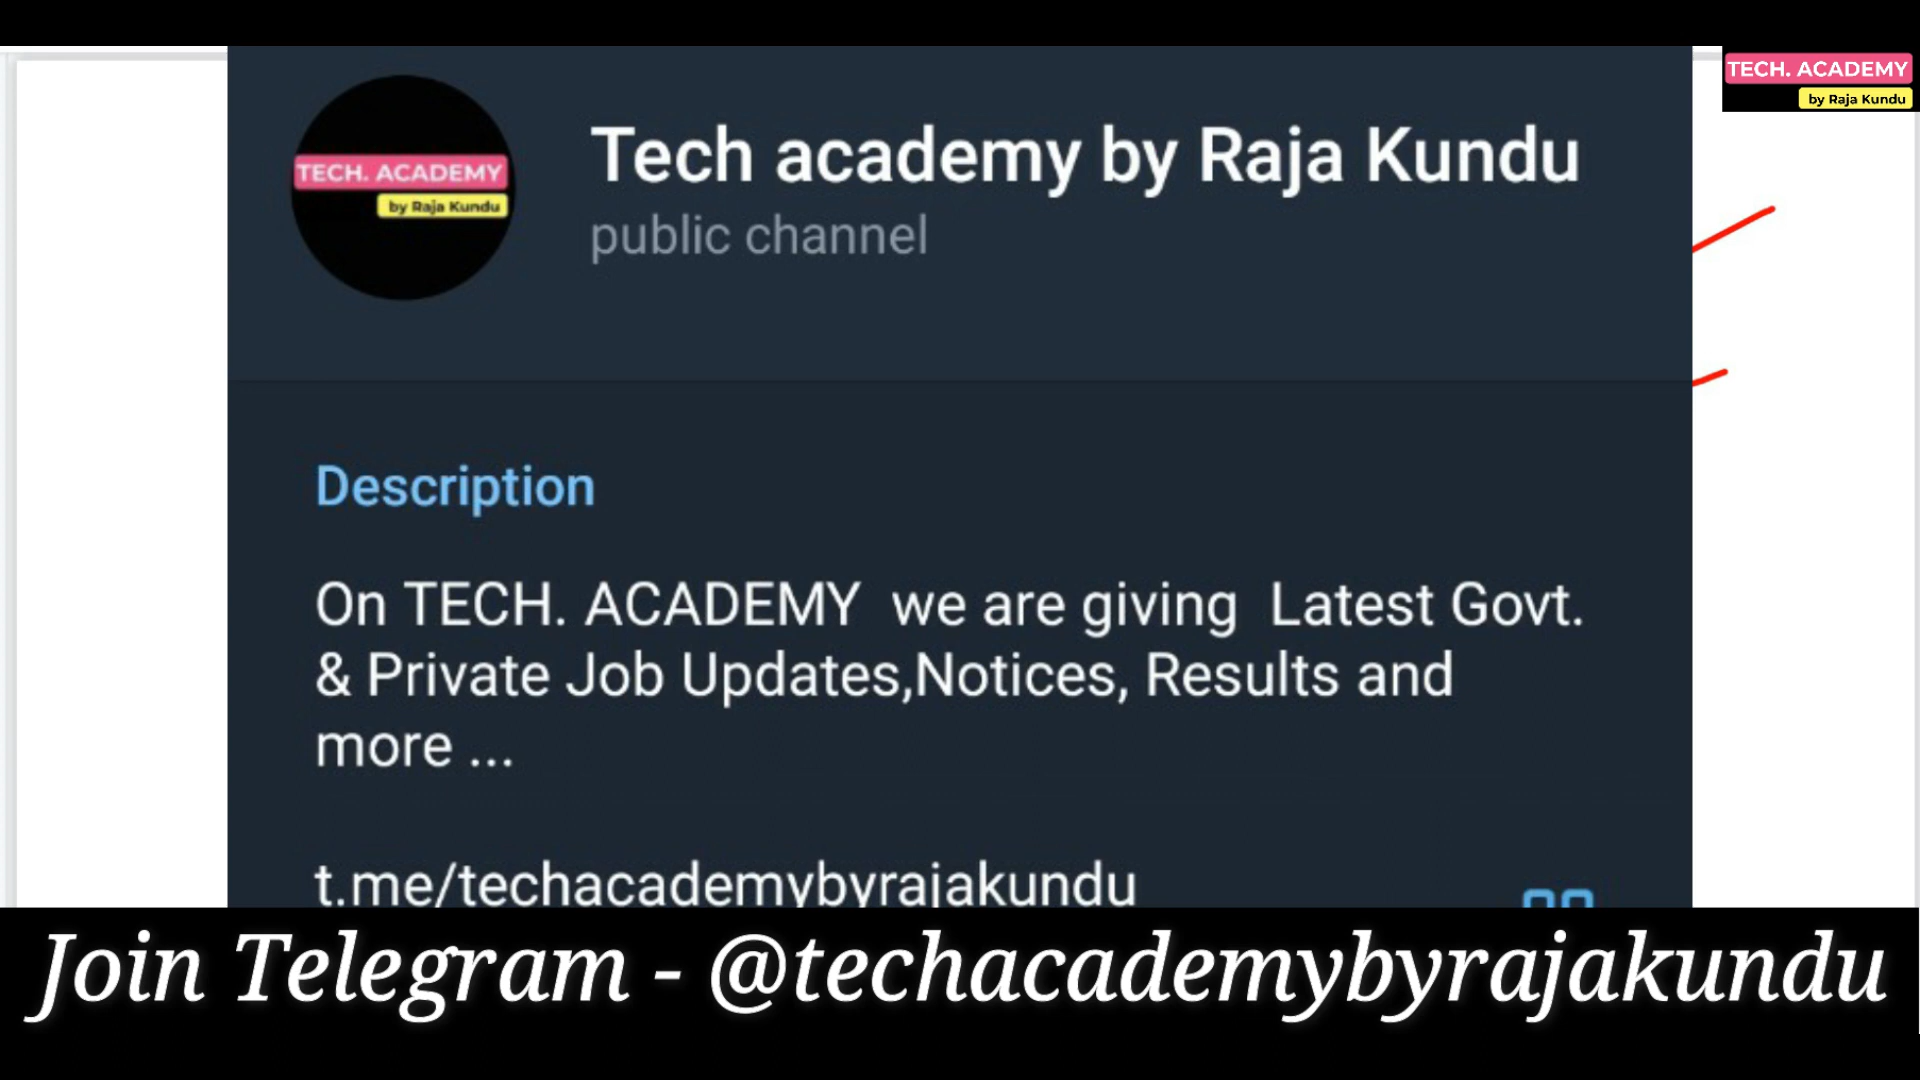 TECH. ACADEMY
by Raja Kundu
TECH. ACADEMY
by Raja Kundu
Tech academy by Raja Kundu
public channel
Description
On TECH. ACADEMY  we are giving  Latest Govt.
& Private Job Updates,Notices, Results and
more ...
t.me/techacademybyrajakundu
Join Telegram - @techacademybyrajakundu